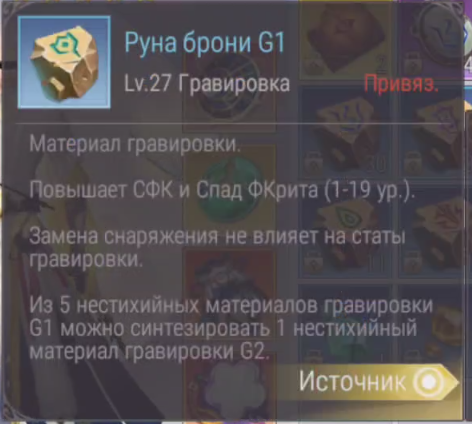 Руна брони G1
Lv.27 Гравировка Привяз.
Материал гравировки.
Повышает СФК и Спад ФКрита (1-19 ур.).
Замена снаряжения не влияет на статы
гравировки.
Из 5 нестихийных материалов гравировки
G1 можно синтезировать 1 нестихийный
материал гравировки G2.
Источник